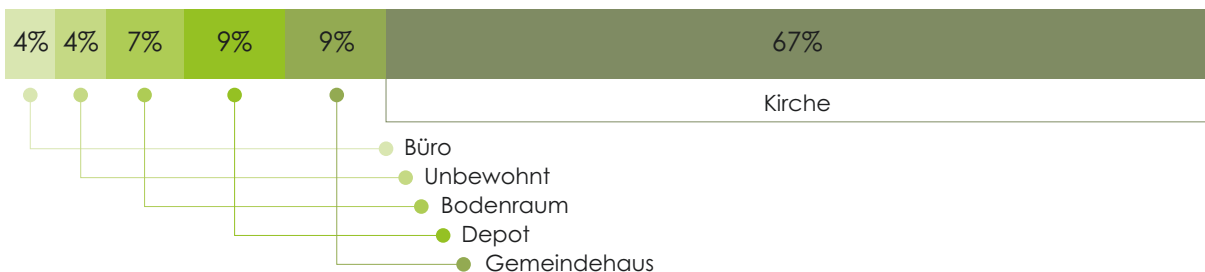 4% 4% 7% 9% 9% 67%
Kirche
Büro
Unbewohnt
Bodenraum
Depot
Gemeindehaus